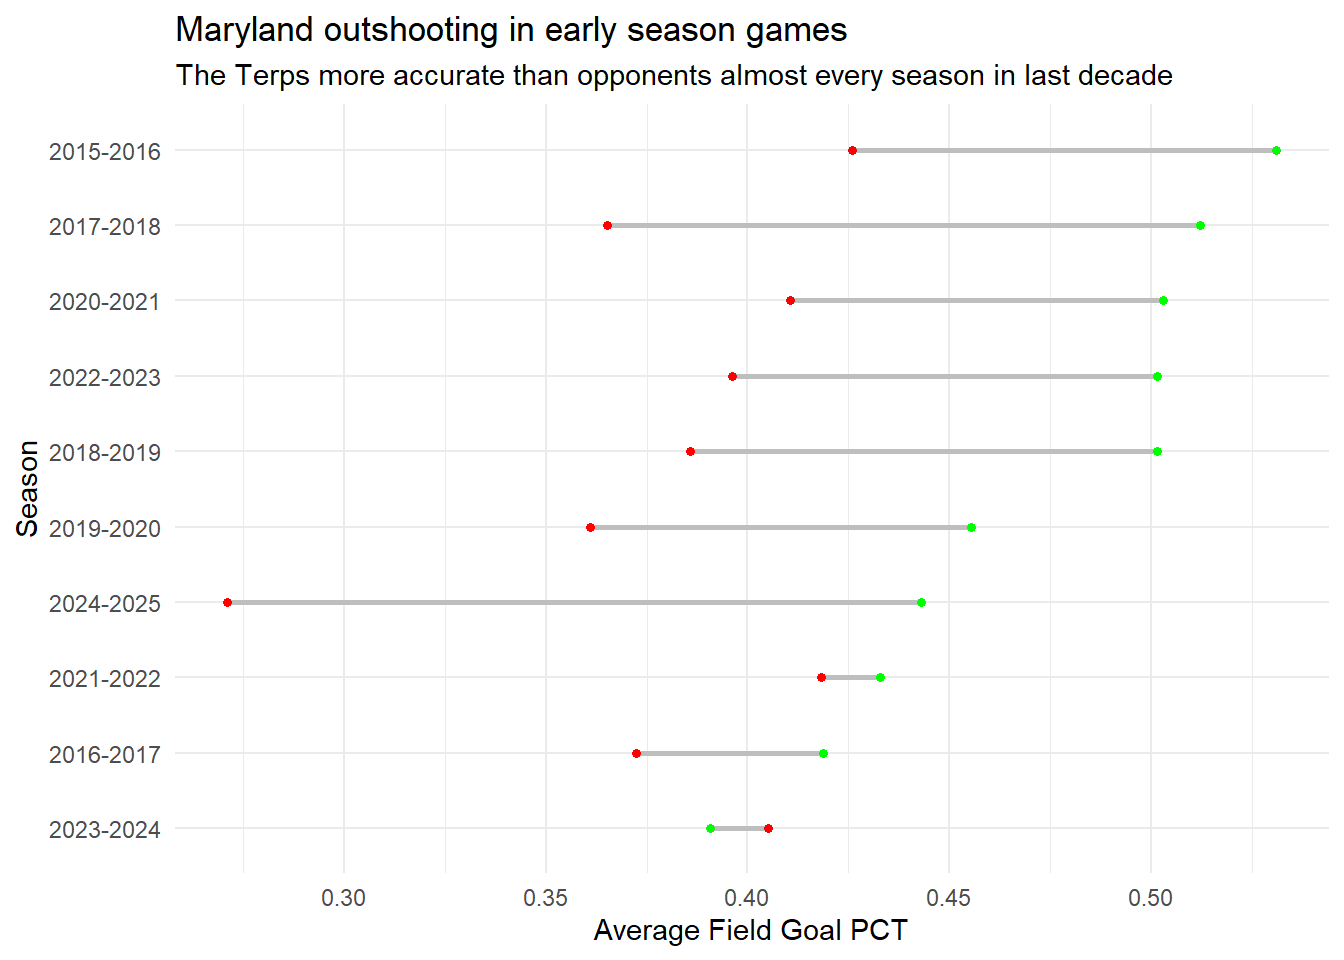 Maryland outshooting in early season games
The Terps more accurate than opponents almost every season in last decade
2015-2016
2017-2018
2020-2021
2022-2023
2018-2019
2019-2020
2024-2025
2021-2022
2016-2017
2023-2024
Season
0.30 0.35 0.40 0.45 0.50
Average Field Goal PCT